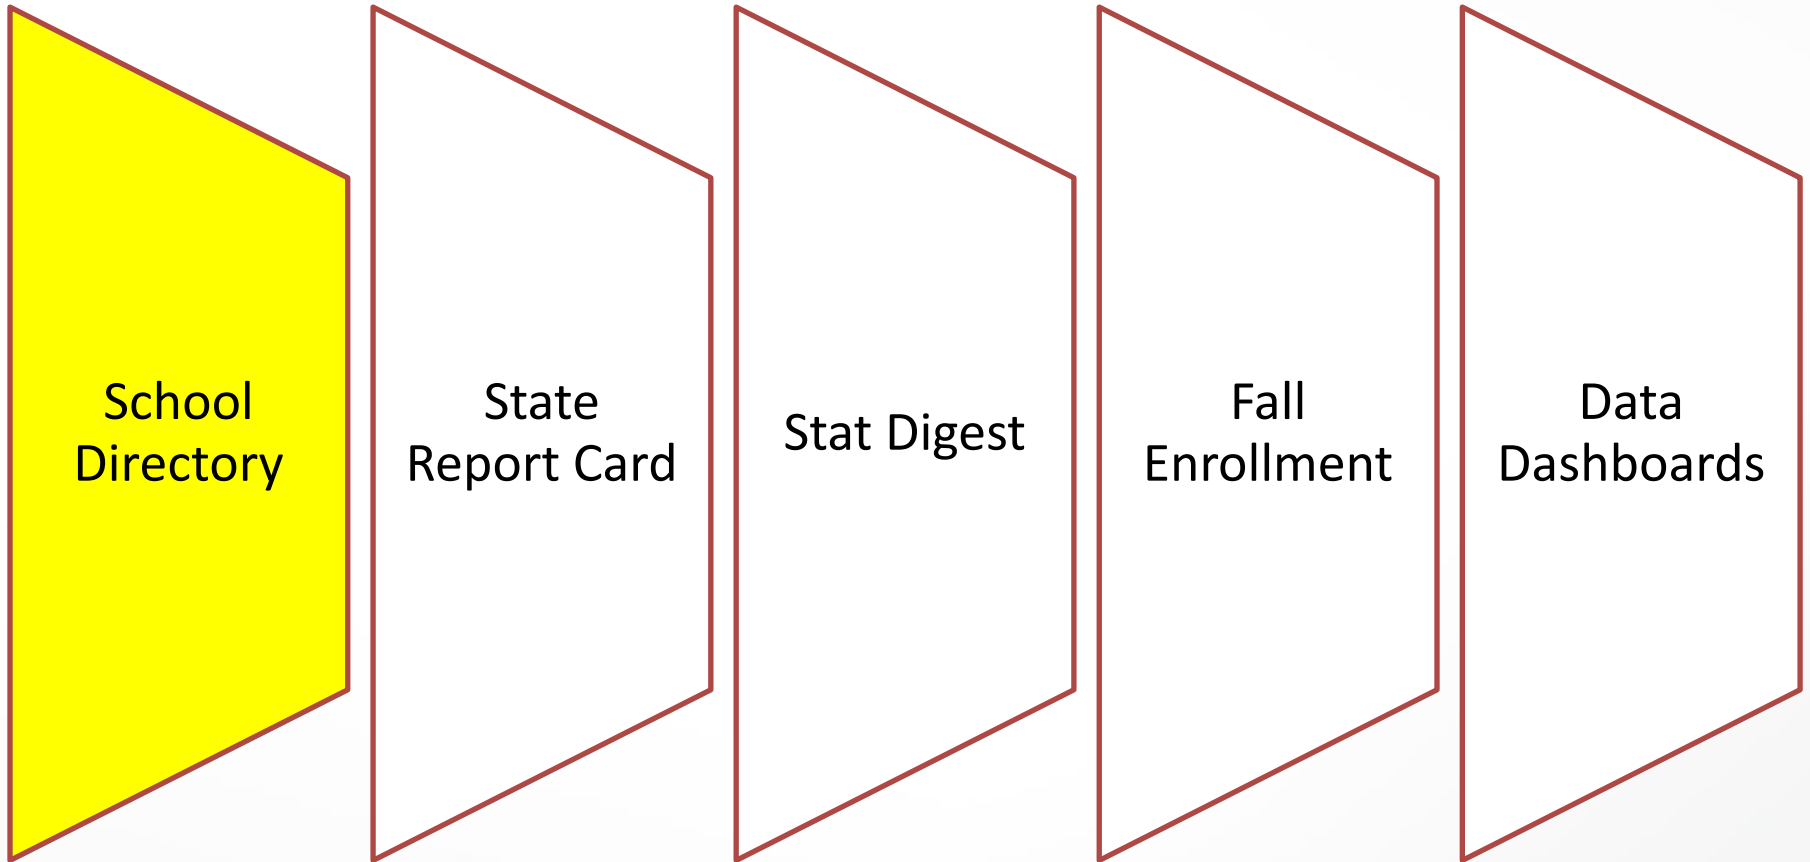 School
Directory
State
Report Card
Stat Digest
Fall
Enrollment
Data
Dashboards